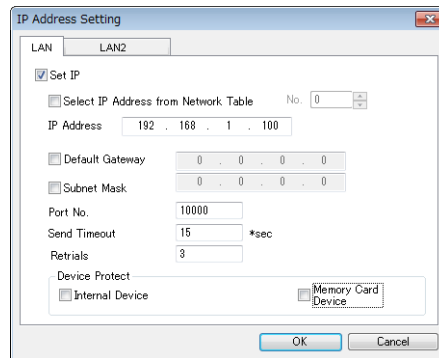 IP Address Setting
LAN LAN2
Set IP
Select IP Address from Network Table No. 0
IP Address 192 . 168 . 1 . 100
Default Gateway 0 . 0 . 0 . 0
Subnet Mask 0 . 0 . 0 . 0
Port No. 10000
Send Timeout 15 *sec
Retrials 3
Device Protect
Internal Device Memory Card
Device
OK Cancel